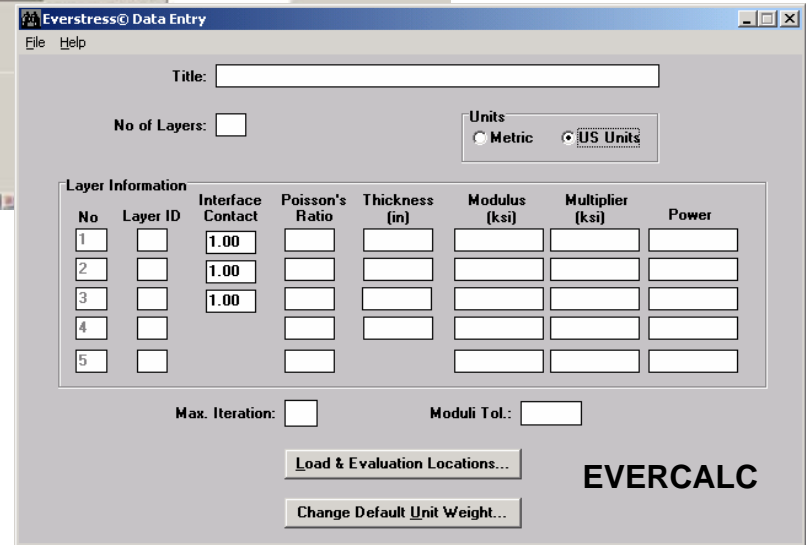 Everstress© Data Entry
File Help
Title:
No of Layers:
Units
Metric US Units
Layer Information
No Layer ID Interface Contact Poisson's Ratio Thickness (in) Modulus (ksi) Multiplier (ksi) Power
1 1.00
2 1.00
3 1.00
4
5
Max. Iteration: Moduli Tol.:
Load & Evaluation Locations...
EVERCALC
Change Default Unit Weight...